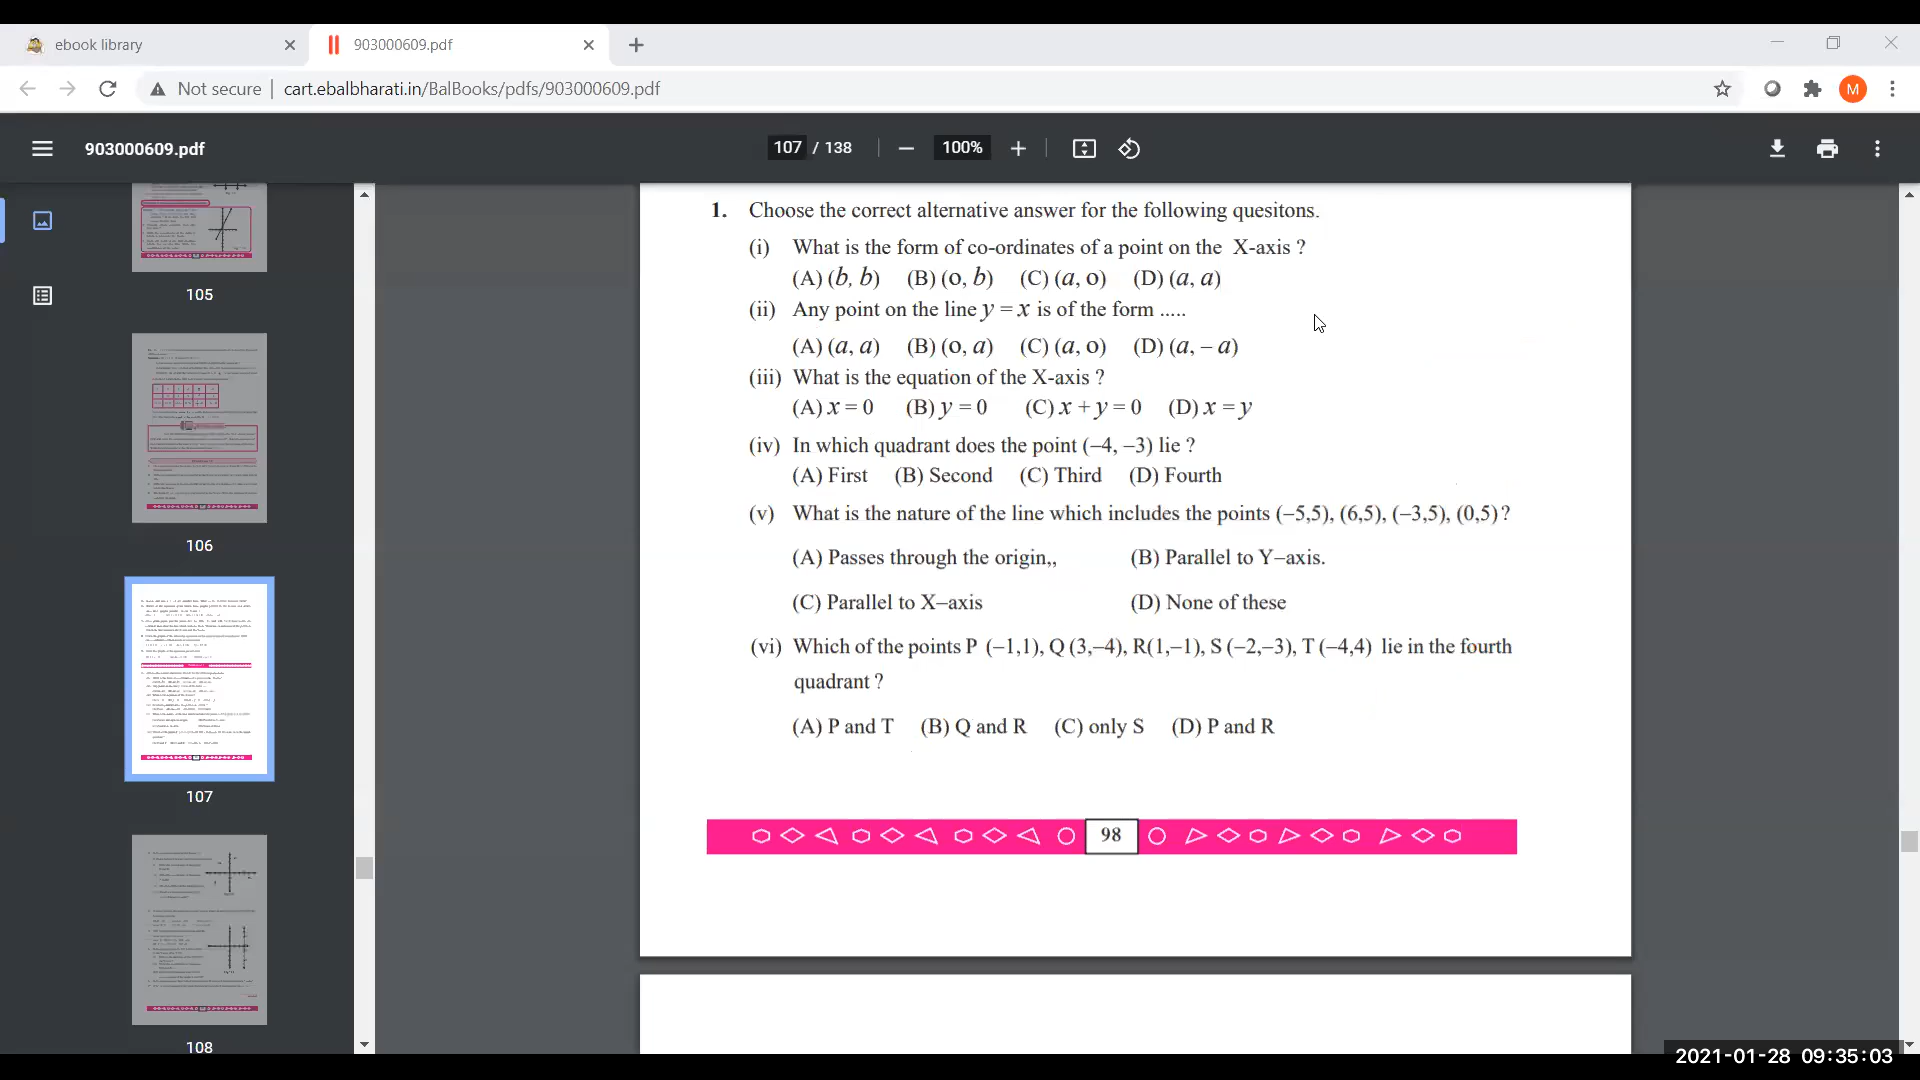 ebook library
903000609.pdf
Not secure
cart.ebalbharati.in/BalBooks/pdfs/903000609.pdf
M
903000609.pdf
107 / 138
100%
1. Choose the correct alternative answer for the following quesitons.
(i) What is the form of co-ordinates of a point on the X-axis ?
(A) (b, b) (B) (o, b) (C) (a, o) (D) (a, a)
(ii) Any point on the line y = x is of the form .....
(A) (a, a) (B) (o, a) (C) (a, o) (D) (a, – a)
(iii) What is the equation of the X-axis ?
(A) x = 0 (B) y = 0 (C) x + y = 0 (D) x = y
(iv) In which quadrant does the point (–4, –3) lie ?
(A) First (B) Second (C) Third (D) Fourth
(v) What is the nature of the line which includes the points (–5,5), (6,5), (–3,5), (0,5) ?
(A) Passes through the origin,, (B) Parallel to Y–axis.
(C) Parallel to X–axis (D) None of these
(vi) Which of the points P (–1,1), Q (3,–4), R(1,–1), S (–2,–3), T (–4,4) lie in the fourth
quadrant ?
(A) P and T (B) Q and R (C) only S (D) P and R
98
105
106
107
108
2021-01-28 09:35:03